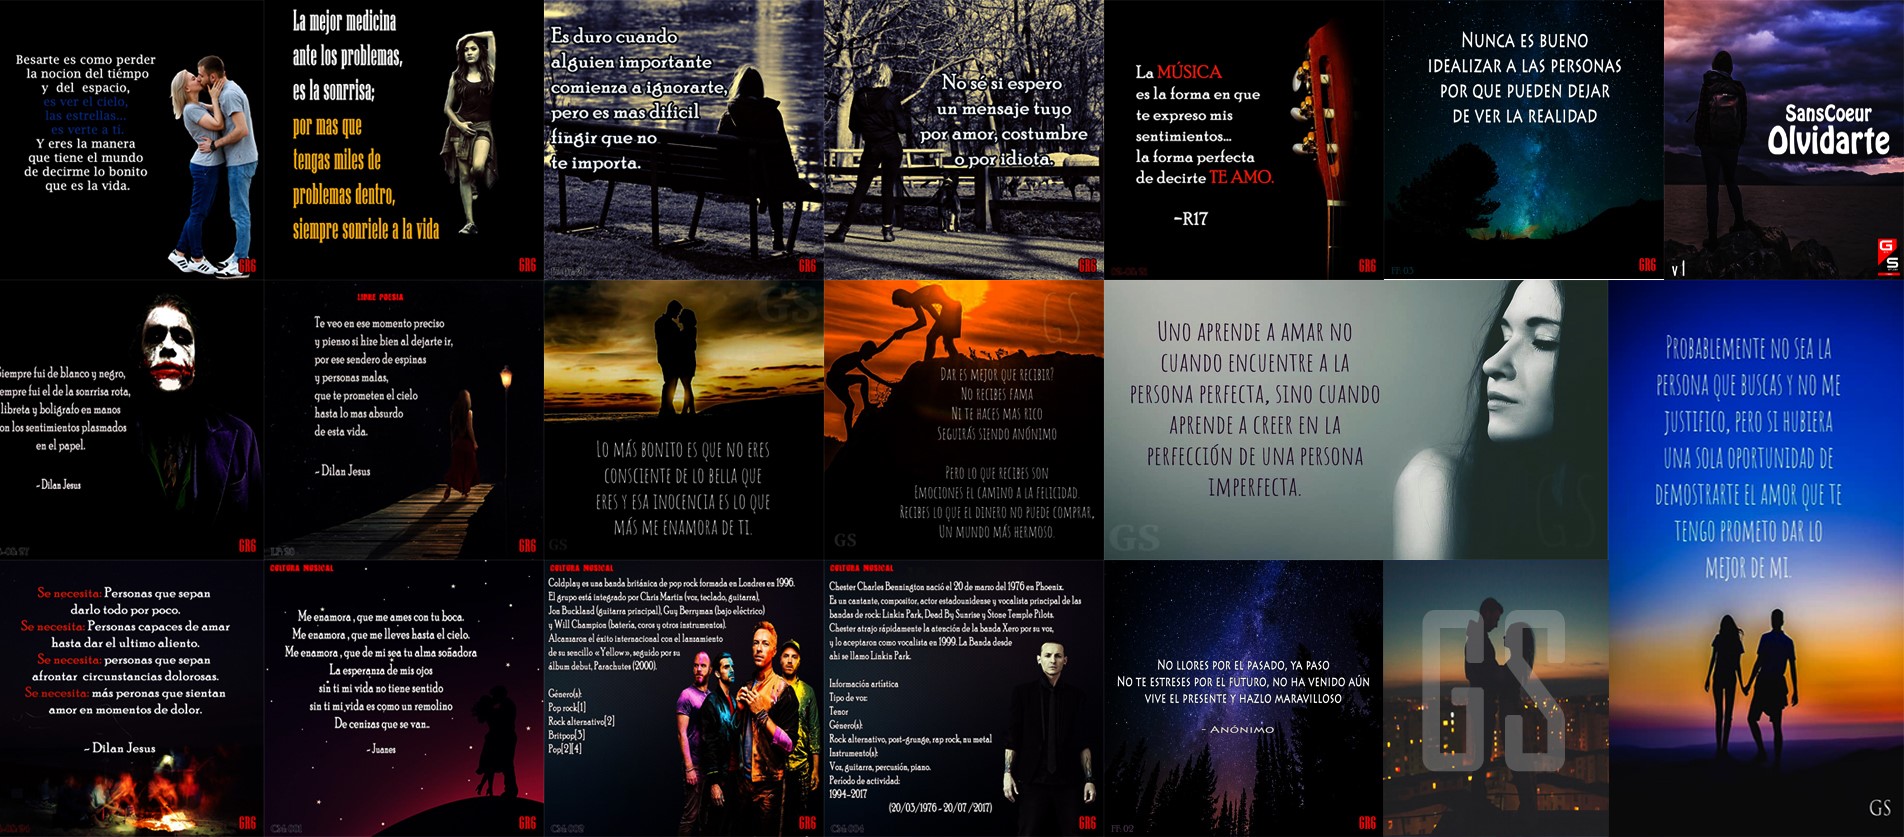 Besarte es como perder
la nocion del tiémpo
y del espacio,
es ver el cielo,
las estrellas...
es verte a ti.
Y eres la manera
que tiene el mundo
de decirme lo bonito
que es la vida.
GRG
La mejor medicina
ante los problemas,
es la sonrrisa;
por mas que
tengas miles de
problemas dentro,
siempre sonriele a la vida
GRG
Es duro cuando
alguien importante
comienza a ignorarte,
pero es mas dificil
fingir que no
te importa.
GRG
No sé si espero
un mensaje tuyo
por amor, costumbre
o por idiota.
GRG
La MÚSICA
es la forma en que
te expreso mis
sentimientos...
la forma perfecta
de decirte TE AMO.
-R17
GRG
NUNCA ES BUENO
IDEALIZAR A LAS PERSONAS
POR QUE PUEDEN DEJAR
DE VER LA REALIDAD
FF 03
GRG
SansCoeur
Olvidarte
v1
G
S
siempre fui de blanco y negro,
siempre fui el de la sonrrisa rota,
libreta y boligrafo en manos
con los sentimientos plasmados
en el papel.
- Dilan Jesus
GRG
LIBRE POESIA
Te veo en ese momento preciso
y pienso si hize bien al dejarte ir,
por ese sendero de espinas
y personas malas,
que te prometen el cielo
hasta lo mas absurdo
de esta vida.
- Dilan Jesus
GRG
GS
LO MÁS BONITO ES QUE NO ERES
CONSCIENTE DE LO BELLA QUE
ERES Y ESA INOCENCIA ES LO QUE
MÁS ME ENAMORA DE TI.
GS
GS
DAR ES MEJOR QUE RECIBIR?
NO RECIBES FAMA
NI TE HACES MAS RICO
SEGUIRÁS SIENDO ANÓNIMO
PERO LO QUE RECIBES SON
EMOCIONES EL CAMINO A LA FELICIDAD.
RECIBES LO QUE EL DINERO NO PUEDE COMPRAR,
UN MUNDO MÁS HERMOSO.
GS
UNO APRENDE A AMAR NO
CUANDO ENCUENTRE A LA
PERSONA PERFECTA, SINO CUANDO
APRENDE A CREER EN LA
PERFECCIÓN DE UNA PERSONA
IMPERFECTA.
GS
GS
PROBABLEMENTE NO SEA LA
PERSONA QUE BUSCAS Y NO ME
JUSTIFICO, PERO SI HUBIERA
UNA SOLA OPORTUNIDAD DE
DEMOSTRARTE EL AMOR QUE TE
TENGO PROMETO DAR LO
MEJOR DE MI.
GS
Se necesita: Personas que sepan
darlo todo por poco.
Se necesita: Personas capaces de amar
hasta dar el ultimo aliento.
Se necesita: personas que sepan
afrontar circunstancias dolorosas.
Se necesita: más peronas que sientan
amor en momentos de dolor.
- Dilan Jesus
GRG
CULTURA MUSICAL
Me enamora , que me ames con tu boca.
Me enamora , que me lleves hasta el cielo.
Me enamora , que de mi sea tu alma soñadora
La esperanza de mis ojos
sin ti mi vida no tiene sentido
sin ti mi vida es como un remolino
De cenizas que se van..
- Juanes
CM 001
GRG
CULTURA MUSICAL
Coldplay es una banda británica de pop rock formada en Londres en 1996.
El grupo está integrado por Chris Martin (voz, teclado, guitarra),
Jon Buckland (guitarra principal), Guy Berryman (bajo eléctrico)
y Will Champion (batería, coros y otros instrumentos).
Alcanzaron el éxito internacional con el lanzamiento
de su sencillo «Yellow», seguido por su
álbum debut, Parachutes (2000).
Género(s):
Pop rock[1]
Rock alternativo[2]
Britpop[3]
Pop[2][4]
GRG
CULTURA MUSICAL
Chester Charles Bennington nació el 20 de marzo del 1976 en Phoenix.
Es un cantante, compositor, actor estadounidense y vocalista principal de las
bandas de rock: Linkin Park, Dead By Sunrise y Stone Temple Pilots.
Chester atrajo rápidamente la atención de la banda Xero por su voz,
y lo aceptaron como vocalista en 1999. La Banda desde
ahi se llamo Linkin Park.
Información artística
Tipo de voz:
Tenor
Género(s):
Rock alternativo, post-grunge, rap rock, nu metal
Instrumento(s):
Voz, guitarra, percusión, piano.
Período de actividad:
1994-2017
(20/03/1976 - 20/07 /2017)
CM 004
GRG
NO LLORES POR EL PASADO, YA PASO
NO TE ESTRESES POR EL FUTURO, NO HA VENIDO AÚN
VIVE EL PRESENTE Y HAZLO MARAVILLOSO
- ANÓNIMO
FF 02
GRG
GS